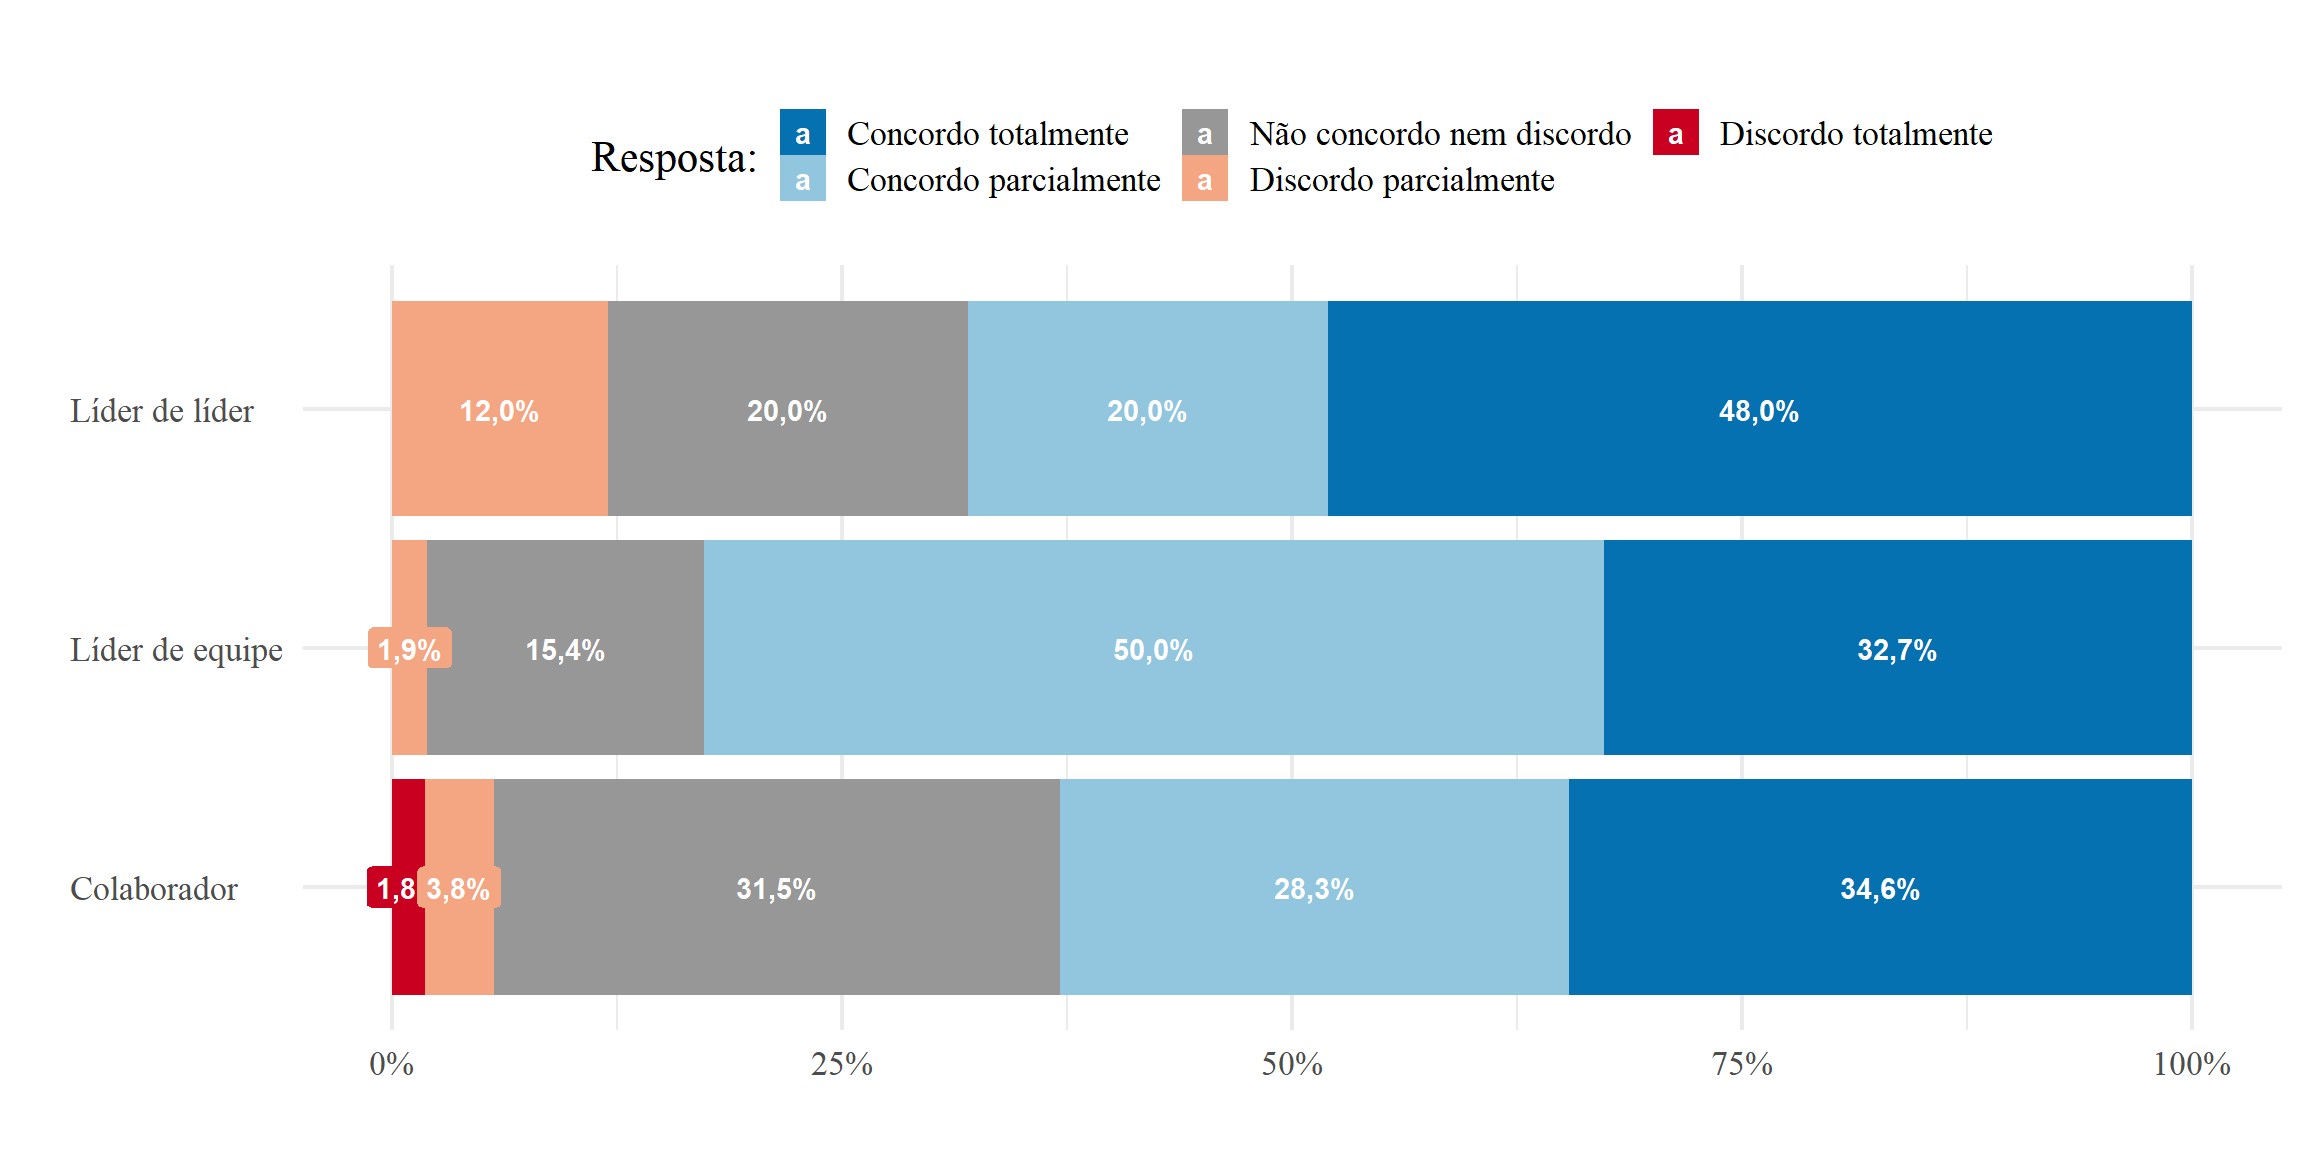 Resposta:
a Concordo totalmente a Não concordo nem discordo a Discordo totalmente
a Concordo parcialmente a Discordo parcialmente
Líder de líder 12,0% 20,0% 20,0% 48,0%
Líder de equipe 1,9% 15,4% 50,0% 32,7%
Colaborador 1,8 3,8% 31,5% 28,3% 34,6%
0% 25% 50% 75% 100%